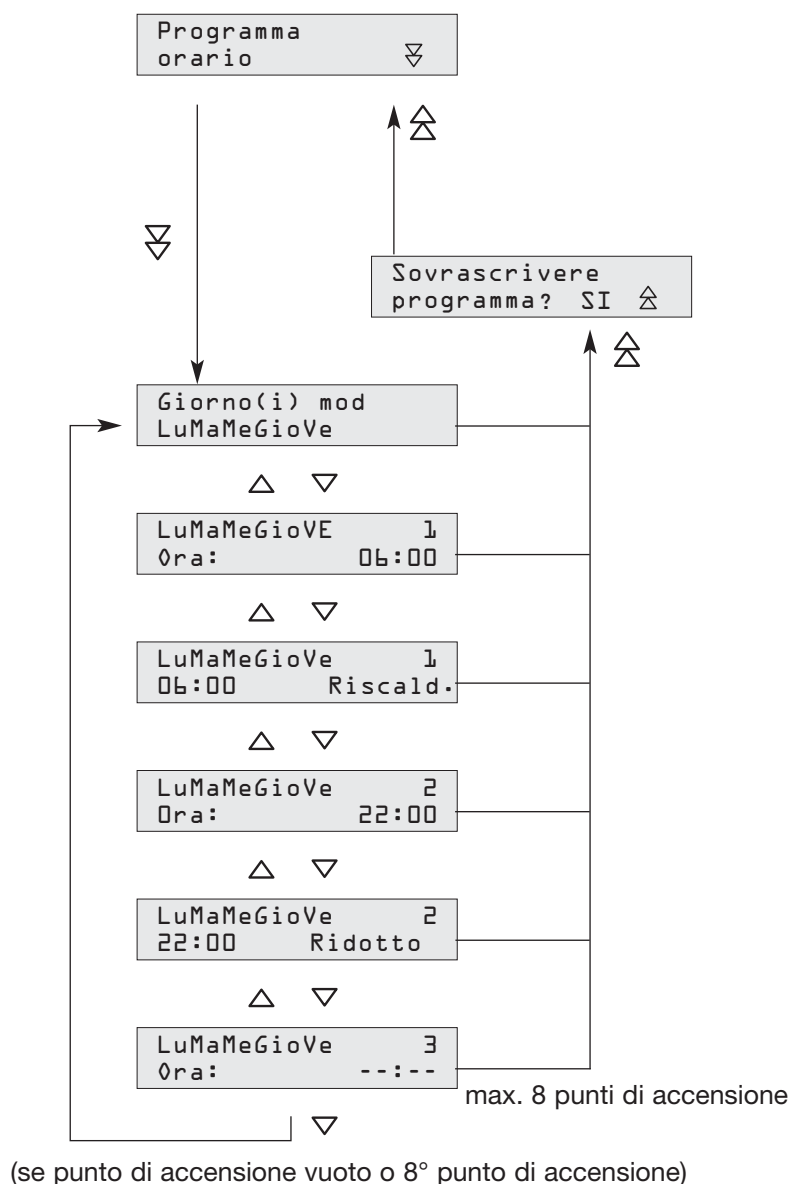 Programma
orario
Sovrascrivere
programma? SI
Giorno(i) mod
LuMaMeGioVe
LuMaMeGioVE 1
Ora: 06:00
LuMaMeGioVe 1
06:00 Riscald.
LuMaMeGioVe 2
Ora: 22:00
LuMaMeGioVe 2
22:00 Ridotto
LuMaMeGioVe 3
Ora: --:--
max. 8 punti di accensione
(se punto di accensione vuoto o 8° punto di accensione)